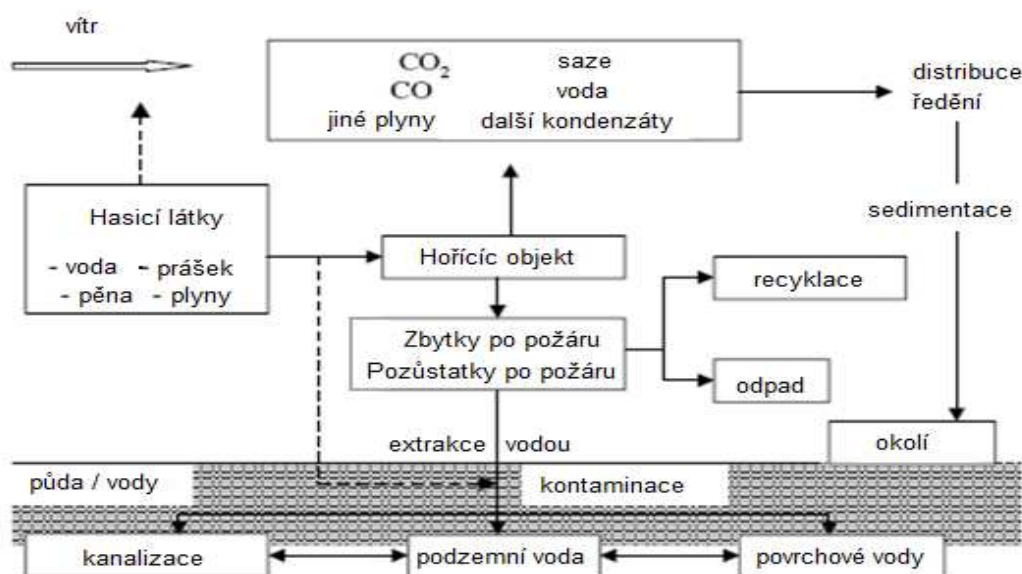 vítr
CO2 saze
CO voda
jiné plyny další kondenzáty
distribuce
ředění
Hasicí látky
- voda - prášek
- pěna - plyny
Hořícíc objekt
sedimentace
recyklace
Zbytky po požáru
Pozůstatky po požáru
odpad
extrakce vodou
okolí
půda / vody
kontaminace
kanalizace
podzemní voda
povrchové vody